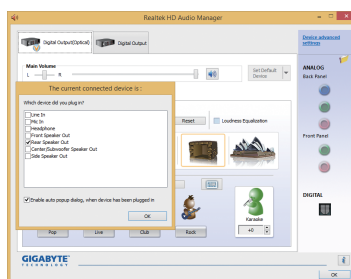 Realtek HD Audio Manager
Digital Output(Optical)
Digital Output
Device advanced
settings
Main Volume
L
R
Set Default
Device
ANALOG
Back Panel
The current connected device is :
Which device did you plug in?
Line In
Mic In
Headphone
Front Speaker Out
Rear Speaker Out
Center/Subwoofer Speaker Out
Side Speaker Out
Enable auto popup dialog, when device has been plugged in
OK
Reset
Loudness Equalization
Front Panel
Karaoke
+0
Pop
Live
Club
Rock
DIGITAL
GIGABYTE
TECHNOLOGY
OK